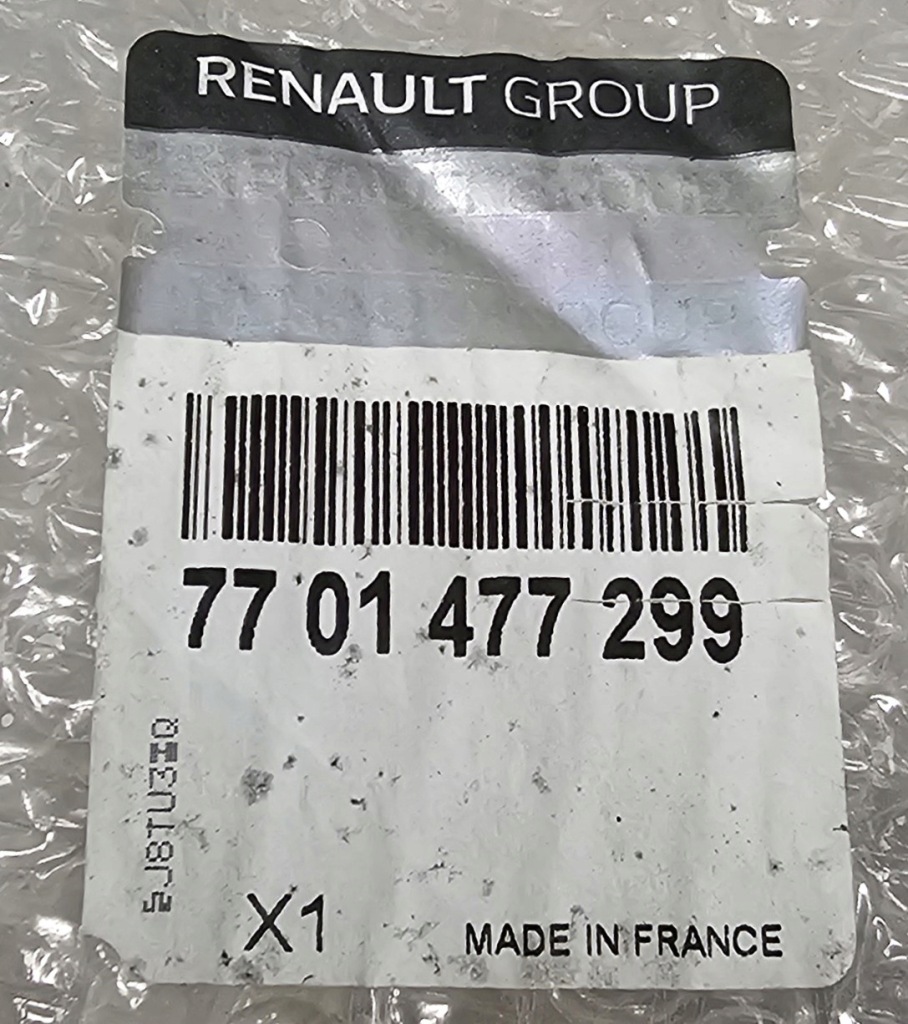 RENAULT GROUP
77 01 477 299
X1
MADE IN FRANCE